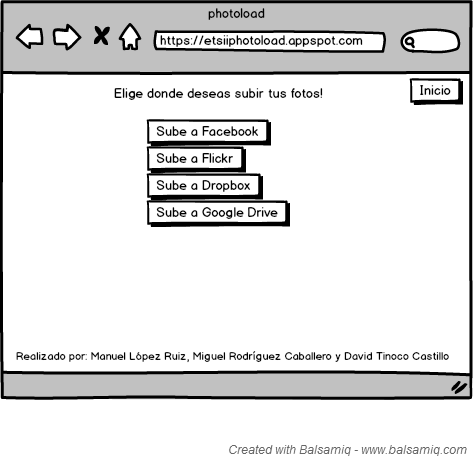 photoload
https://etsiiphotoload.appspot.com
Elige donde deseas subir tus fotos!
Inicio
Sube a Facebook
Sube a Flickr
Sube a Dropbox
Sube a Google Drive
Realizado por: Manuel López Ruiz, Miguel Rodríguez Caballero y David Tinoco Castillo
Created with Balsamiq - www.balsamiq.com